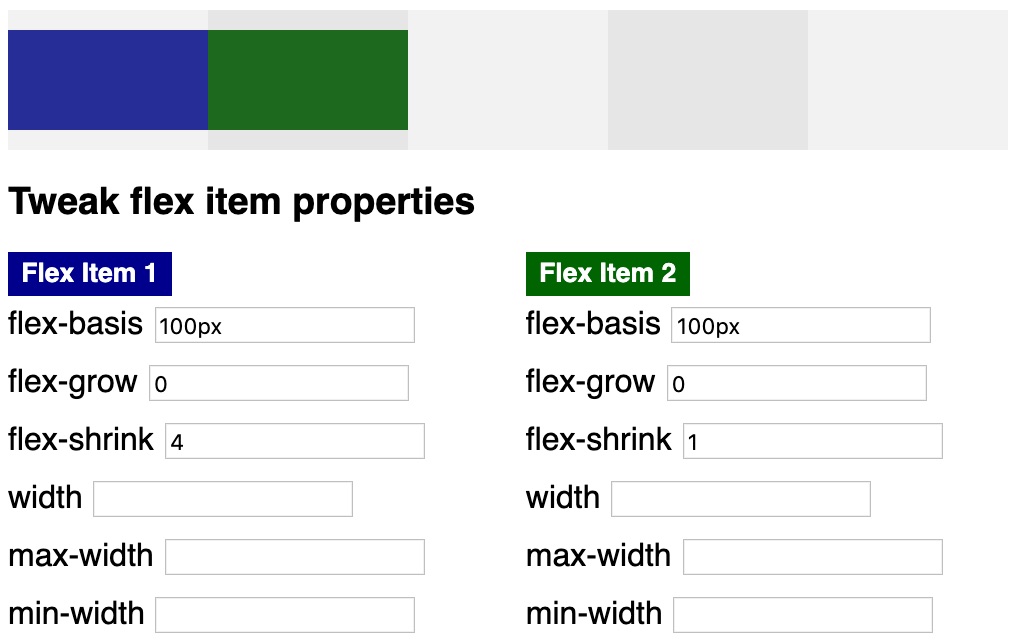 Tweak flex item properties
Flex Item 1
flex-basis 100px
flex-grow 0
flex-shrink 4
width
max-width
min-width
Flex Item 2
flex-basis 100px
flex-grow 0
flex-shrink 1
width
max-width
min-width